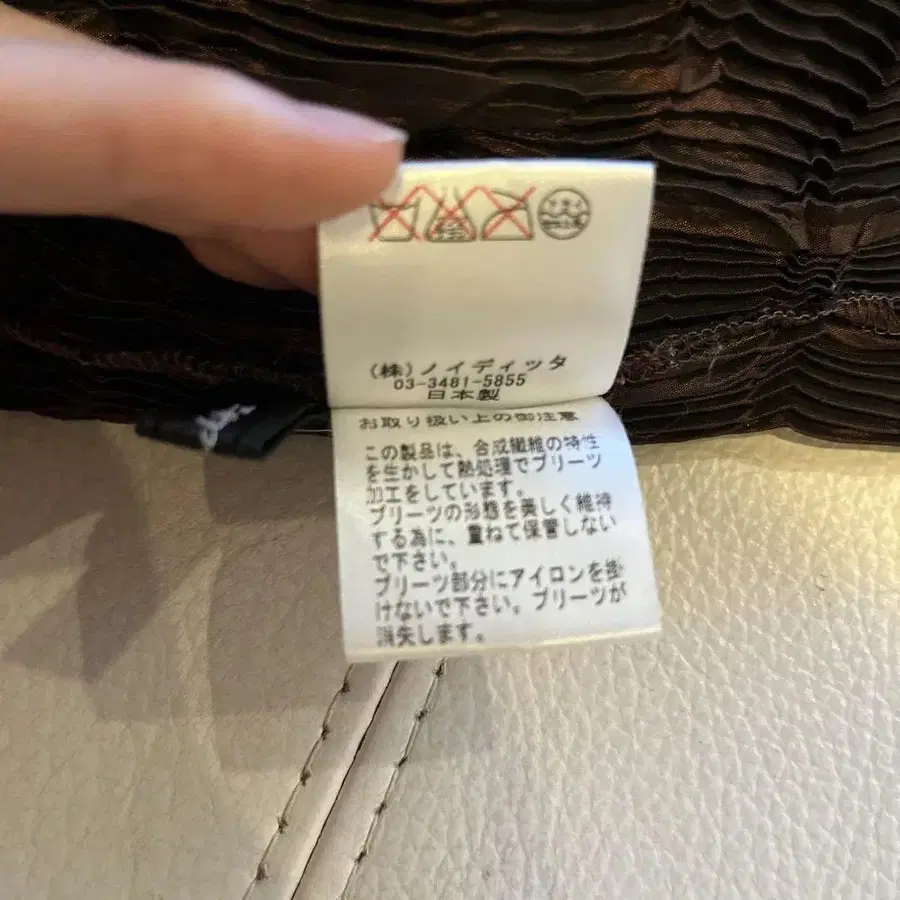 (株)ノイディッタ
03-3481-5855
日本製
お取り扱い上の御注意
この製品は、合成繊維の特性
を生かして熱処理でプリーツ
加工をしています。
プリーツの形態を美しく維持
する為に、重ねて保管しない
で下さい。
プリーツ部分にアイロンを掛
けないで下さい。プリーツが
消失します。